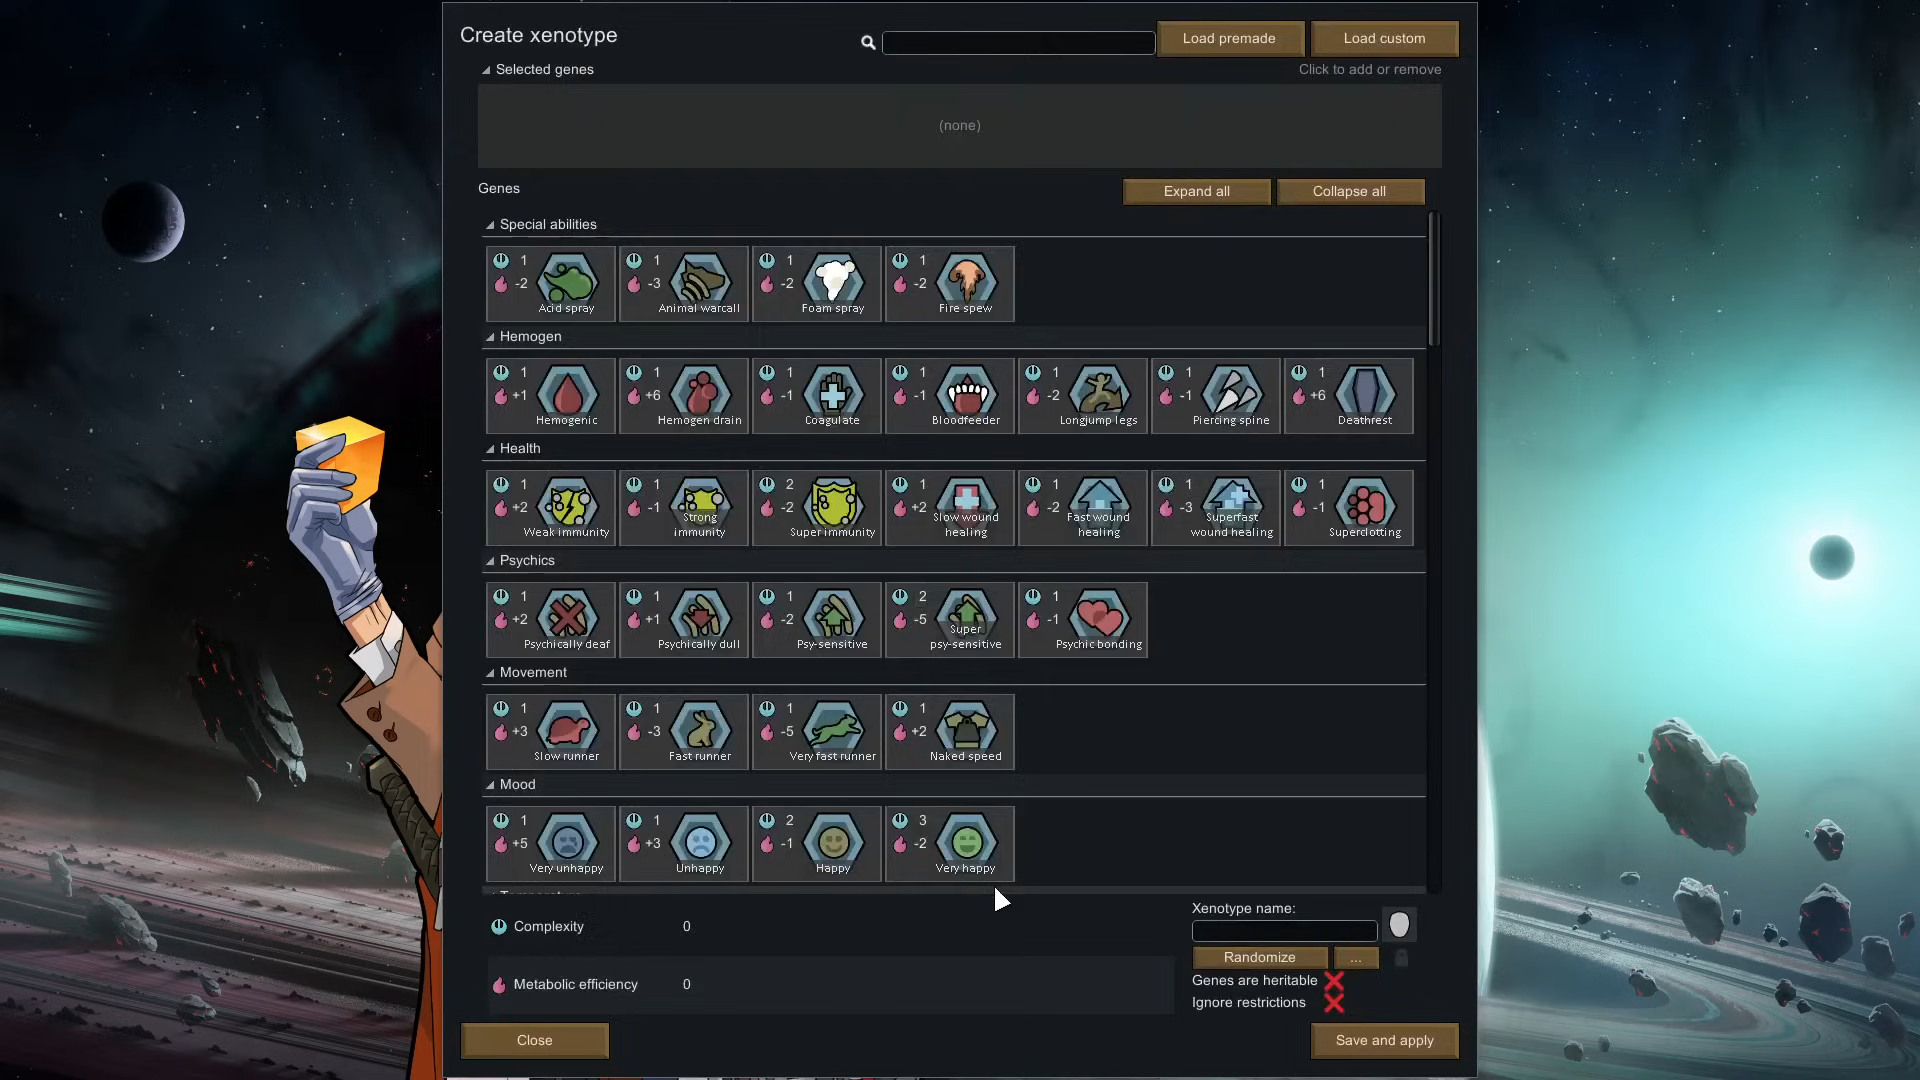 Create xenotype
Load premade
Load custom
Selected genes
Click to add or remove
(none)
Genes
Expand all
Collapse all
Special abilities
1 -2 Acid spray
1 -3 Animal warcall
1 -2 Foam spray
1 -2 Fire spew
Hemogen
1 +1 Hemogenic
1 +6 Hemogen drain
1 -1 Coagulate
1 -1 Bloodfeeder
1 -2 Longjump legs
1 -1 Piercing spine
1 +6 Deathrest
Health
1 +2 Weak immunity
1 -1 Strong immunity
2 -2 Super immunity
1 +2 Slow wound healing
1 -2 Fast wound healing
1 -3 Superfast wound healing
1 -1 Superclotting
Psychics
1 +2 Psychically deaf
1 +1 Psychically dull
1 -2 Psy-sensitive
2 -5 Super psy-sensitive
1 -1 Psychic bonding
Movement
1 +3 Slow runner
1 -3 Fast runner
1 -5 Very fast runner
1 +2 Naked speed
Mood
1 +5 Very unhappy
1 +3 Unhappy
2 -1 Happy
3 -2 Very happy
Complexity 0
Metabolic efficiency 0
Xenotype name:
Randomize
...
Genes are heritable
Ignore restrictions
Close
Save and apply